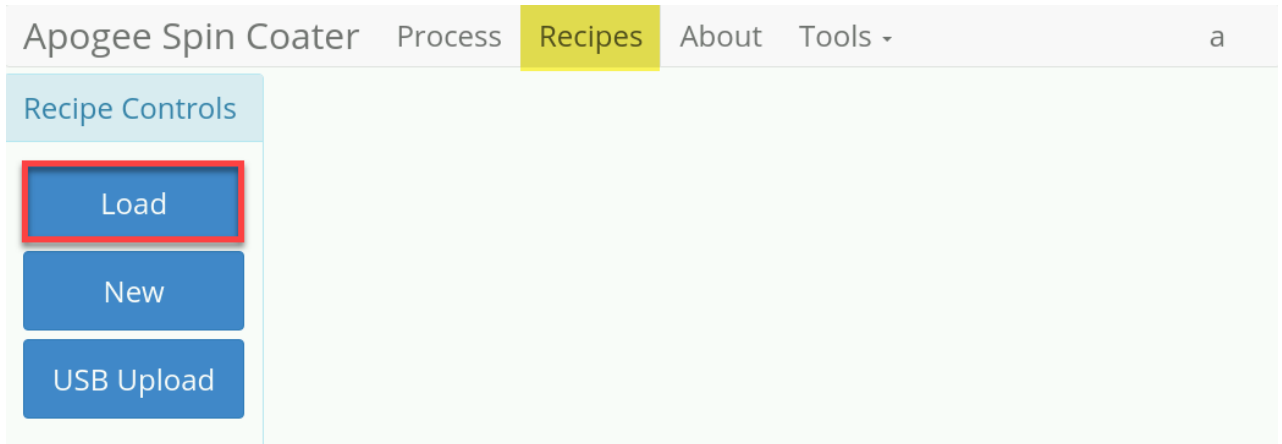 Apogee Spin Coater Process Recipes About Tools a
Recipe Controls
Load
New
USB Upload